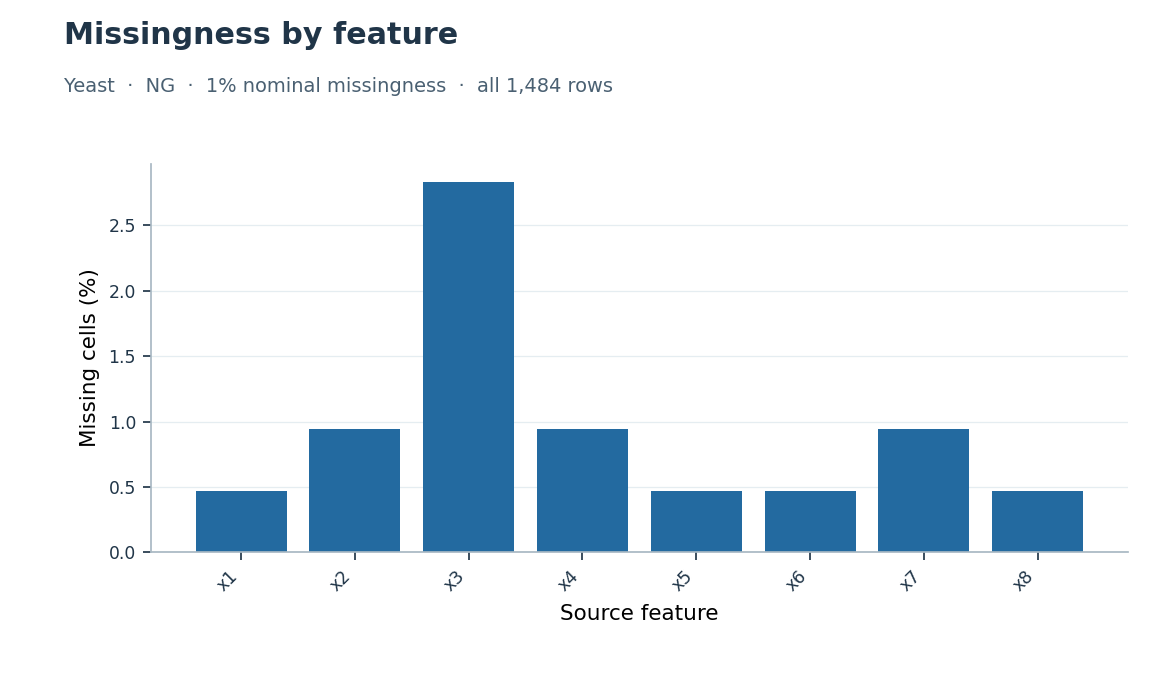 Missingness by feature
Yeast · NG · 1% nominal missingness · all 1,484 rows
Missing cells (%)
2.5
2.0
1.5
1.0
0.5
0.0
x1 x2 x3 x4 x5 x6 x7 x8
Source feature